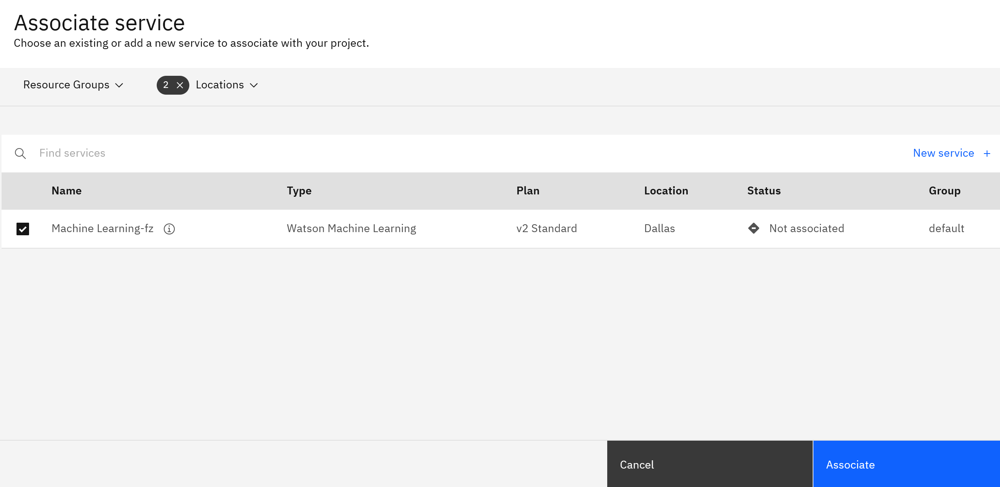 Associate service
Choose an existing or add a new service to associate with your project.
Resource Groups 2 Locations
Find services New service +
Name Type Plan Location Status Group
Machine Learning-fz Watson Machine Learning v2 Standard Dallas Not associated default
Cancel Associate